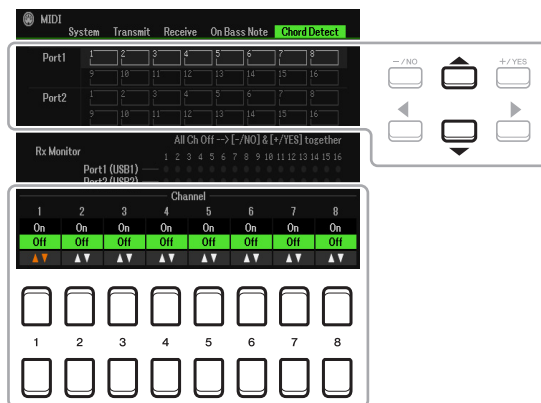 MIDI
System Transmit Receive On Bass Note Chord Detect
Port1 1 2 3 4 5 6 7 8
9 10 11 12 13 14 15 16
Port2 1 2 3 4 5 6 7 8
9 10 11 12 13 14 15 16
-/NO +/YES
All Ch Off --> [-/NO] & [+/YES] together
Rx Monitor 1 2 3 4 5 6 7 8 9 10 11 12 13 14 15 16
Port1 (USB1)
Port2 (USB2)
Channel
1 2 3 4 5 6 7 8
On On On On On On On On
Off Off Off Off Off Off Off Off
1 2 3 4 5 6 7 8